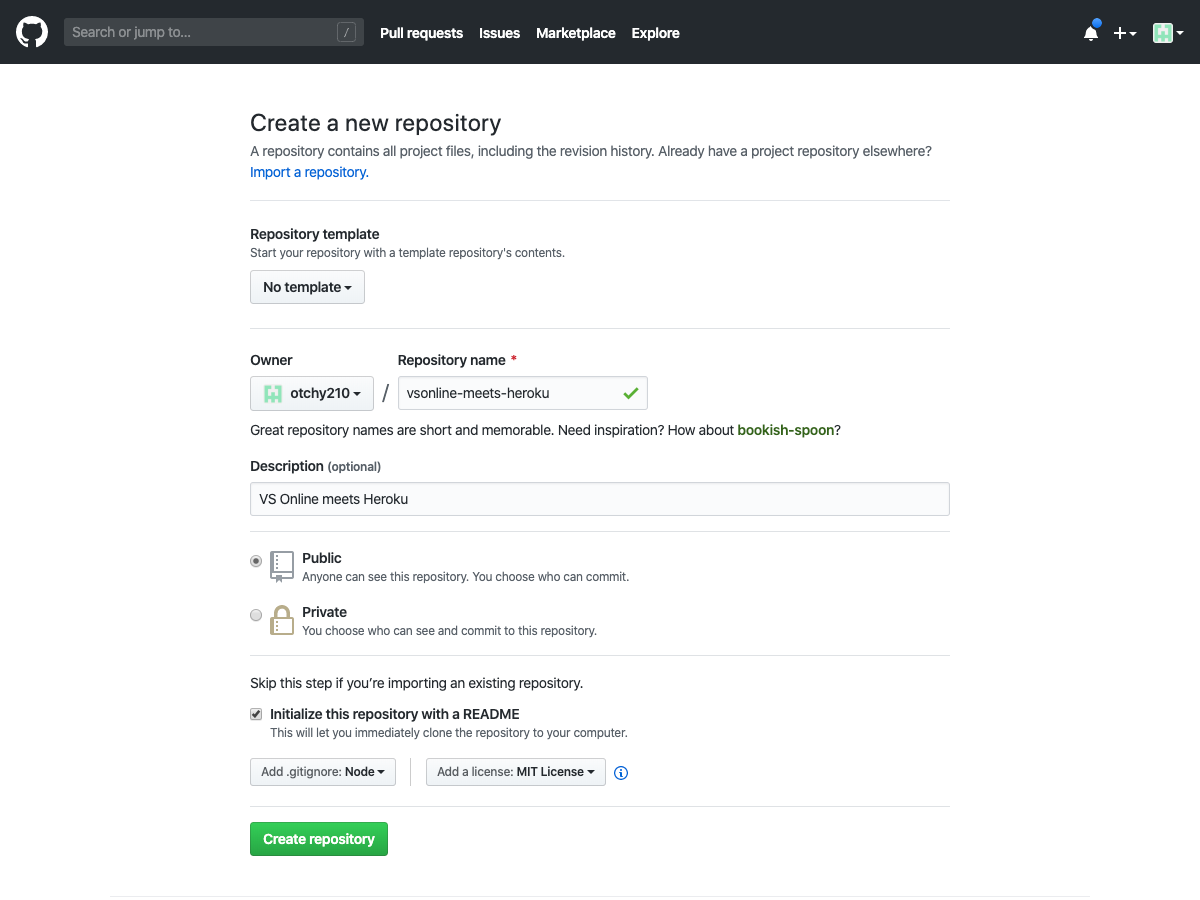 Search or jump to... / Pull requests Issues Marketplace Explore
Create a new repository
A repository contains all project files, including the revision history. Already have a project repository elsewhere?
Import a repository.
Repository template
Start your repository with a template repository's contents.
No template
Owner Repository name *
otchy210 / vsonline-meets-heroku
Great repository names are short and memorable. Need inspiration? How about bookish-spoon?
Description (optional)
VS Online meets Heroku
Public
Anyone can see this repository. You choose who can commit.
Private
You choose who can see and commit to this repository.
Skip this step if you’re importing an existing repository.
Initialize this repository with a README
This will let you immediately clone the repository to your computer.
Add .gitignore: Node Add a license: MIT License
Create repository